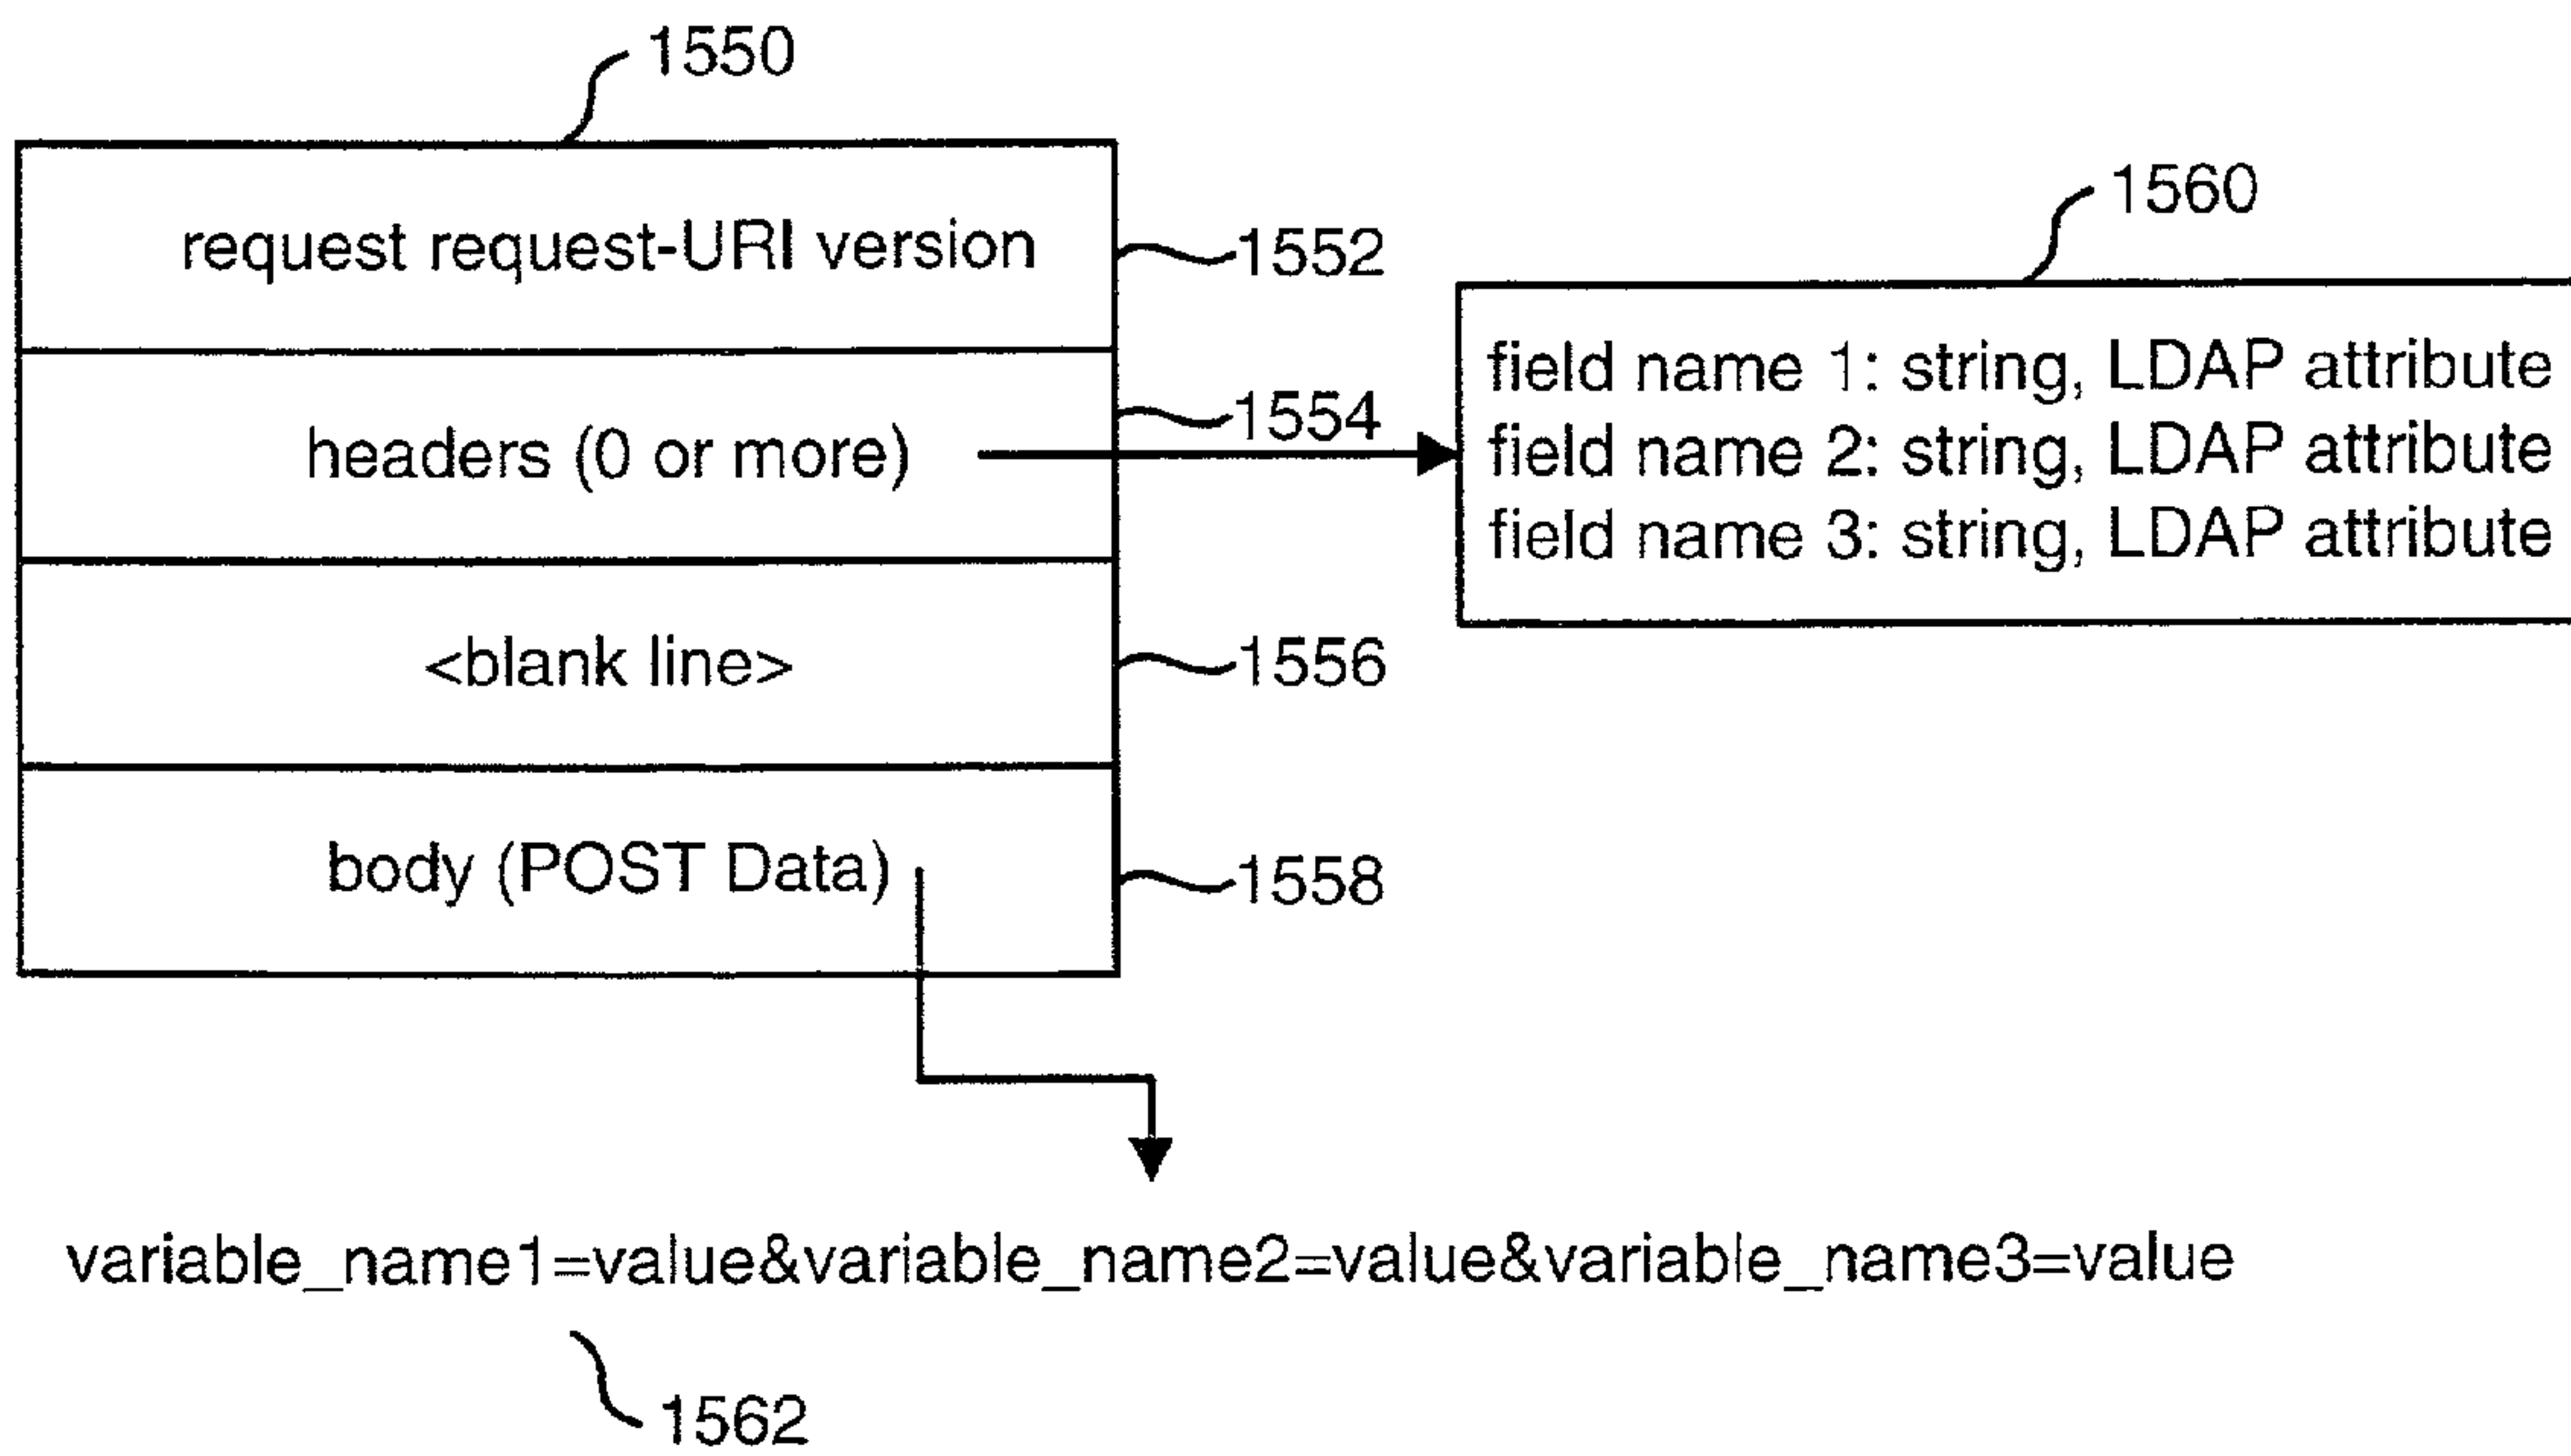 1550
request request-URI version
1552
1560
headers (0 or more)
1554
field name 1: string, LDAP attribute
field name 2: string, LDAP attribute
field name 3: string, LDAP attribute
<blank line>
1556
body (POST Data)
1558
variable_name1=value&variable_name2=value&variable_name3=value
1562